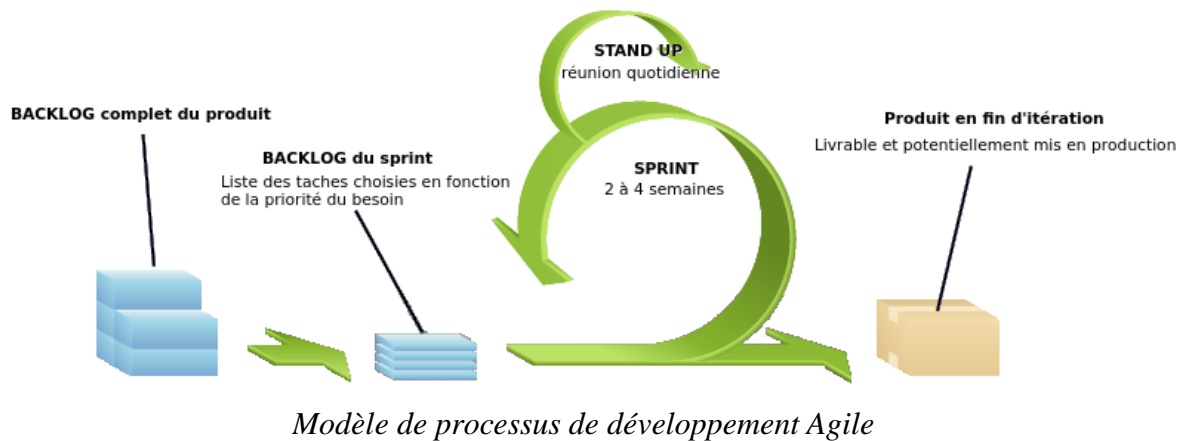 STAND UP
réunion quotidienne
BACKLOG complet du produit
BACKLOG du sprint
Liste des taches choisies en fonction
de la priorité du besoin
SPRINT
2 à 4 semaines
Produit en fin d'itération
Livrable et potentiellement mis en production
Modèle de processus de développement Agile